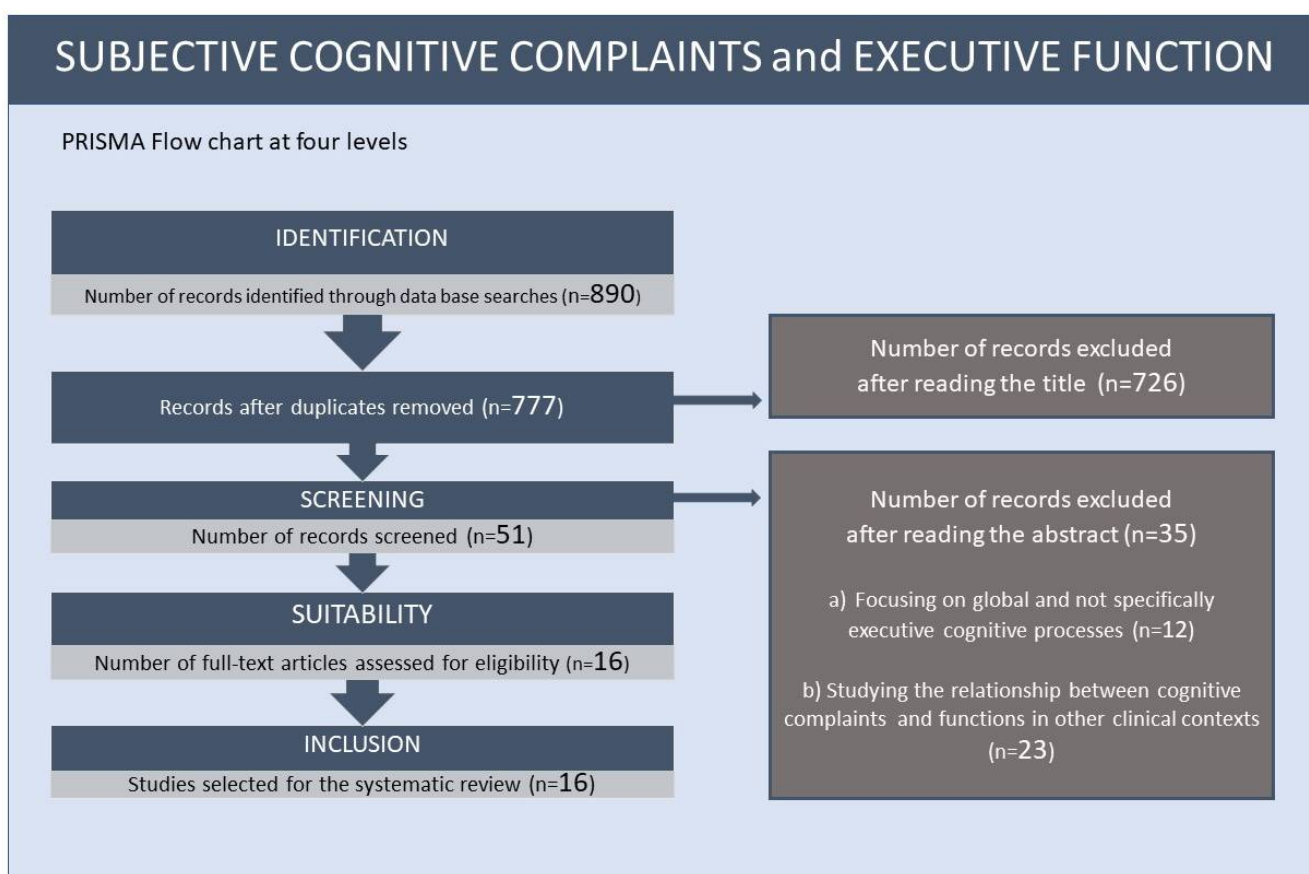 SUBJECTIVE COGNITIVE COMPLAINTS and EXECUTIVE FUNCTION
PRISMA Flow chart at four levels
IDENTIFICATION
Number of records identified through data base searches (n=890)
Records after duplicates removed (n=777)
Number of records excluded
after reading the title (n=726)
SCREENING
Number of records screened (n=51)
Number of records excluded
after reading the abstract (n=35)
a) Focusing on global and not specifically
executive cognitive processes (n=12)
b) Studying the relationship between cognitive
complaints and functions in other clinical contexts
(n=23)
SUITABILITY
Number of full-text articles assessed for eligibility (n=16)
INCLUSION
Studies selected for the systematic review (n=16)